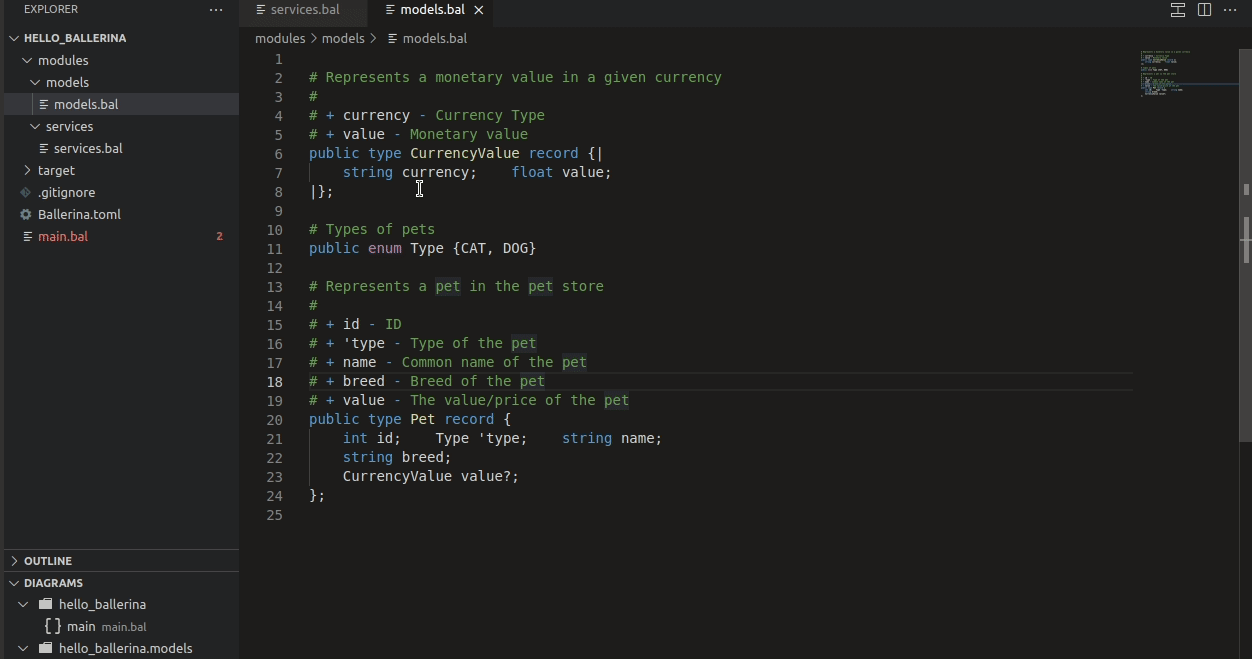 EXPLORER
HELLO_BALLERINA
modules
models
models.bal
services
services.bal
target
.gitignore
Ballerina.toml
main.bal 2
OUTLINE
DIAGRAMS
hello_ballerina
{} main main.bal
hello_ballerina.models
services.bal models.bal
modules > models > models.bal
1
2 # Represents a monetary value in a given currency
3 #
4 # + currency - Currency Type
5 # + value - Monetary value
6 public type CurrencyValue record {|
7 string currency; float value;
8 |};
9
10 # Types of pets
11 public enum Type {CAT, DOG}
12
13 # Represents a pet in the pet store
14 #
15 # + id - ID
16 # + 'type - Type of the pet
17 # + name - Common name of the pet
18 # + breed - Breed of the pet
19 # + value - The value/price of the pet
20 public type Pet record {
21 int id; Type 'type; string name;
22 string breed;
23 CurrencyValue value?;
24 };
25